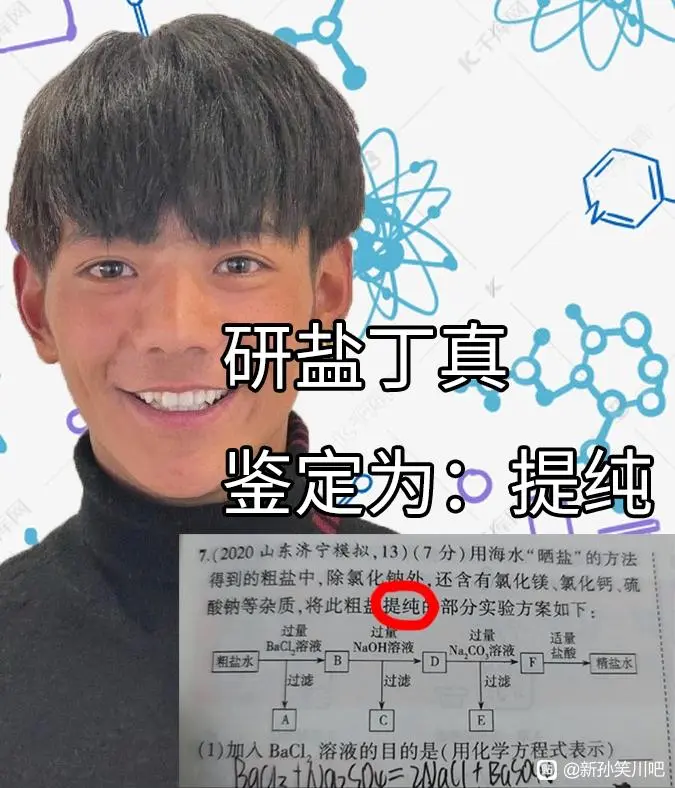 研盐丁真
鉴定为：提纯
7.(2020山东济宁模拟,13)(7分)用海水“晒盐”的方法
得到的粗盐中,除氯化钠外,还含有氯化镁、氯化钙、硫
酸钠等杂质,将此粗盐提纯的部分实验方案如下:
过量 过量 过量 适量
BaCl₂溶液 NaOH溶液 Na₂CO₃溶液 盐酸
粗盐水 B D F 精盐水
过滤 过滤 过滤
A C E
(1)加入BaCl₂溶液的目的是(用化学方程式表示)
BaCl₂+Na₂SO₄=2NaCl+BaSO₄
贴 @新孙笑川吧